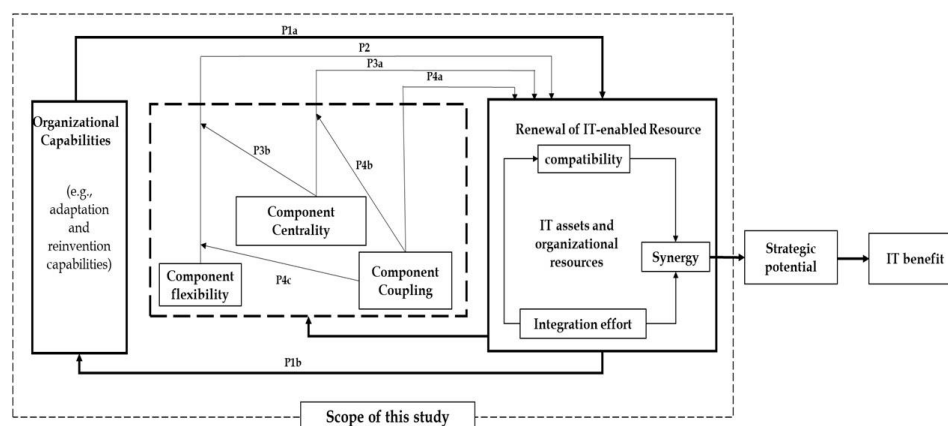 P1a
P2
P3a
P4a
Organizational
Capabilities
(e.g.,
adaptation
and
reinvention
capabilities)
P3b
P4b
Component
Centrality
Component
flexibility
P4c
Component
Coupling
Renewal of IT-enabled Resource
compatibility
IT assets and
organizational
resources
Synergy
Integration effort
Strategic
potential
IT benefit
P1b
Scope of this study